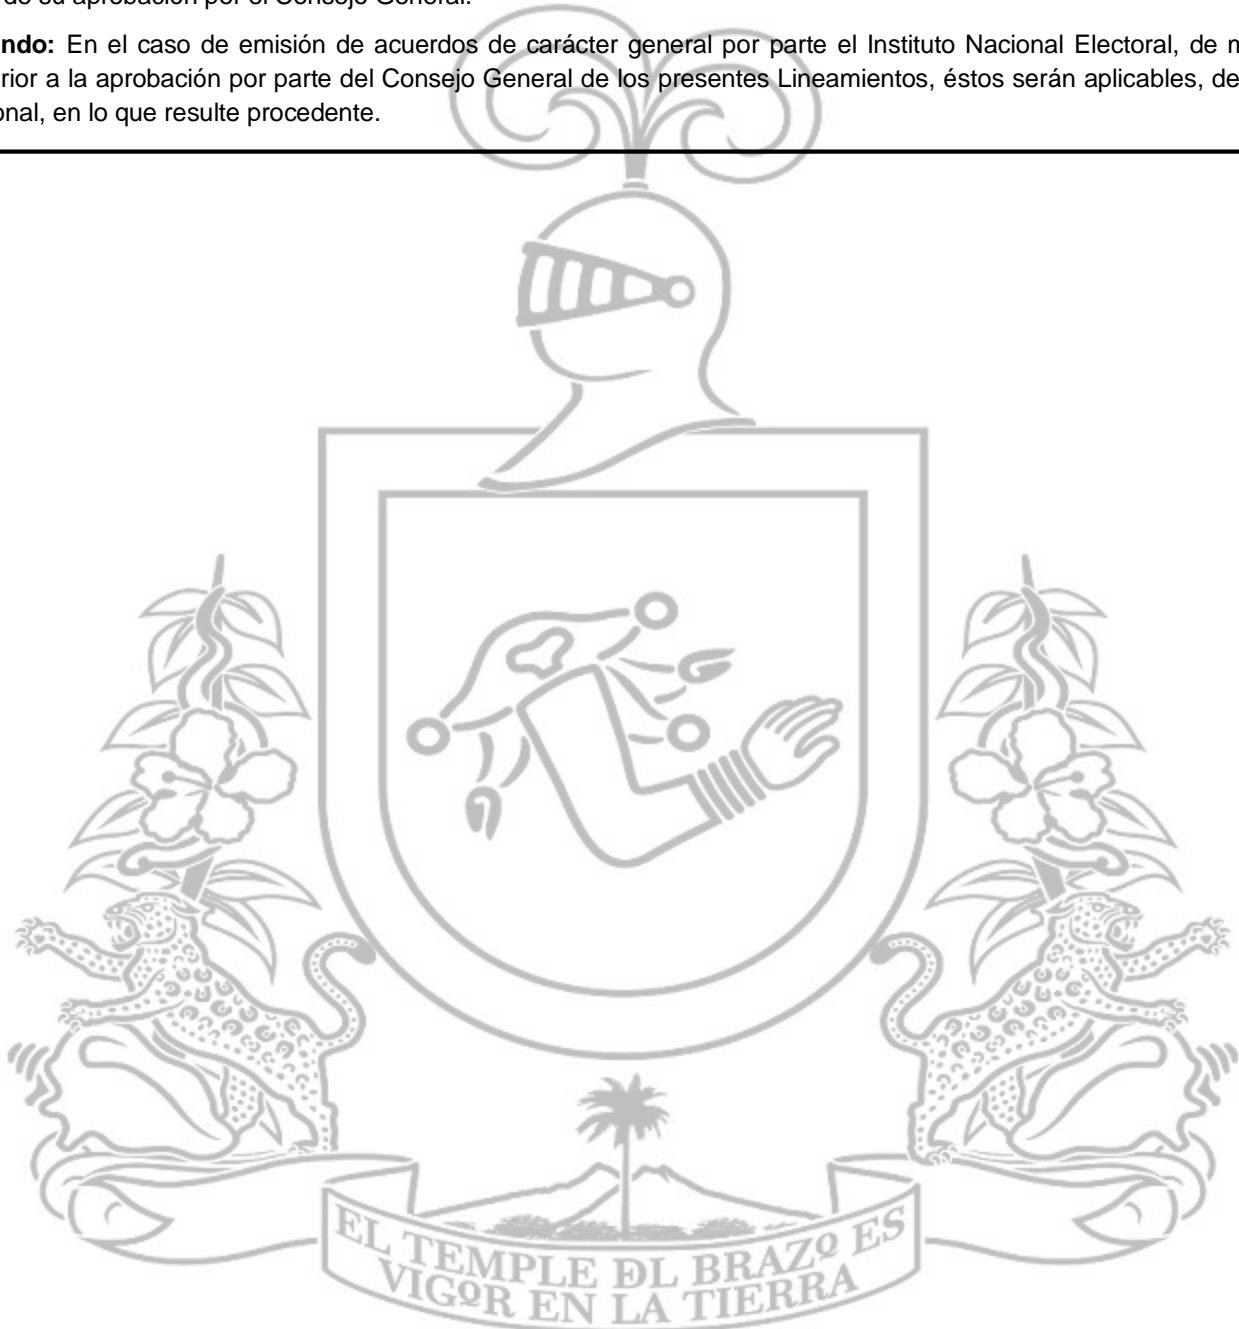 de su aprobación por el Consejo General.
ndo: En el caso de emisión de acuerdos de carácter general por parte el Instituto Nacional Electoral, de m
rior a la aprobación por parte del Consejo General de los presentes Lineamientos, éstos serán aplicables, de
onal, en lo que resulte procedente.
EL TEMPLE DL BRAZº ES
VIGºR EN LA TIERRA